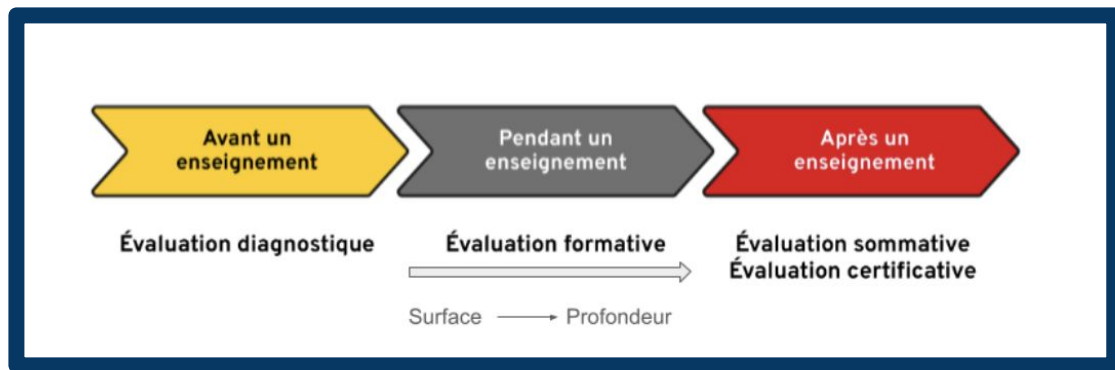 Avant un
enseignement
Pendant un
enseignement
Après un
enseignement
Évaluation diagnostique
Évaluation formative
Évaluation sommative
Évaluation certificative
Surface
Profondeur